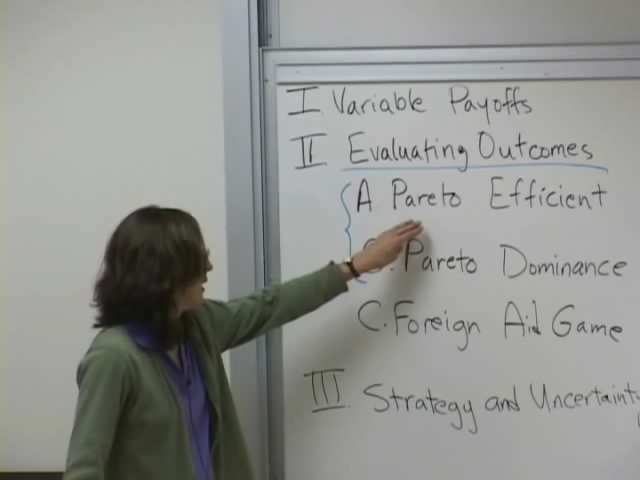 I. Variable Payoffs
II Evaluating Outcomes
A Pareto Efficient
. Pareto Dominance
C. Foreign Aid Game
III. Strategy and Uncertainty